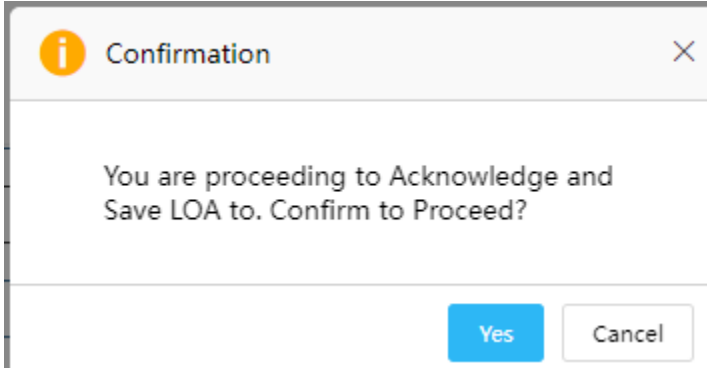 Confirmation
You are proceeding to Acknowledge and
Save LOA to. Confirm to Proceed?
Yes
Cancel